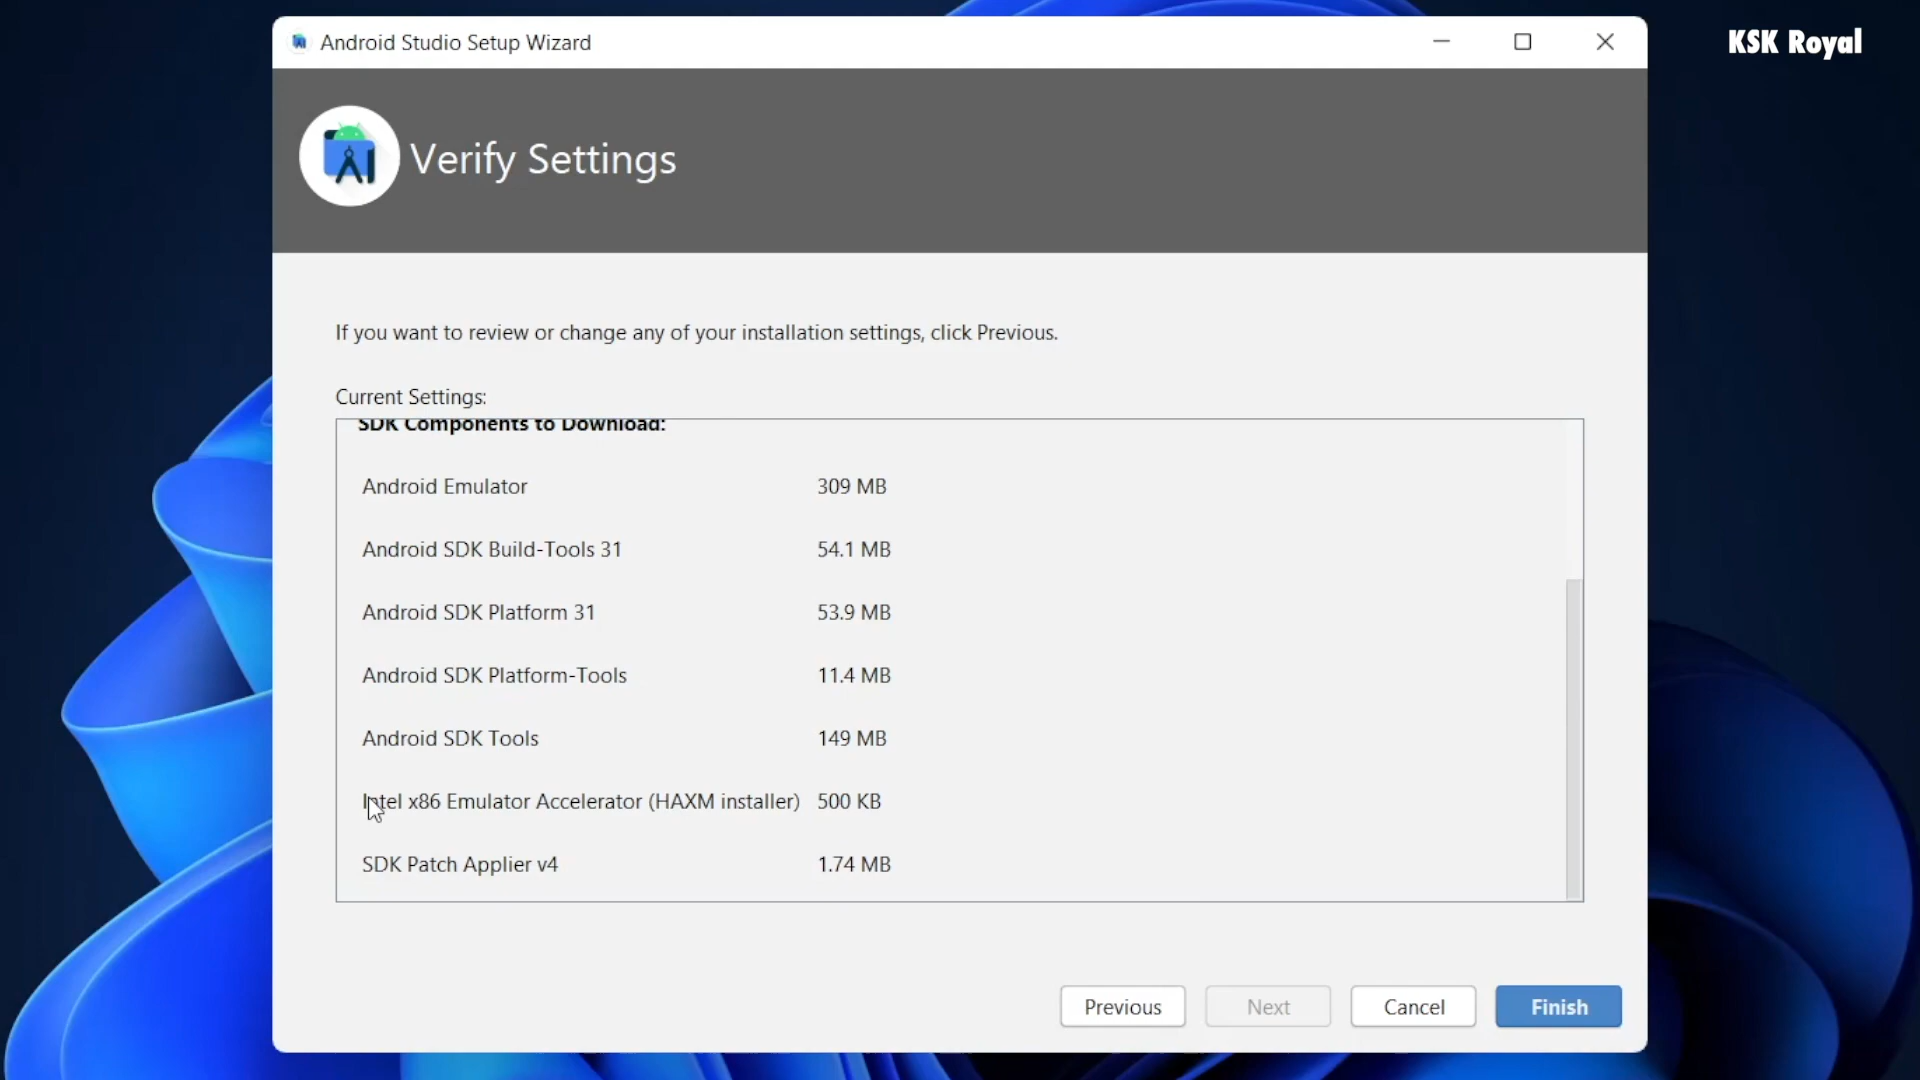 Android Studio Setup Wizard
KSK Royal
Verify Settings
If you want to review or change any of your installation settings, click Previous.
Current Settings:
SDK Components to Download:
Android Emulator 309 MB
Android SDK Build-Tools 31 54.1 MB
Android SDK Platform 31 53.9 MB
Android SDK Platform-Tools 11.4 MB
Android SDK Tools 149 MB
Intel x86 Emulator Accelerator (HAXM installer) 500 KB
SDK Patch Applier v4 1.74 MB
Previous Next Cancel Finish